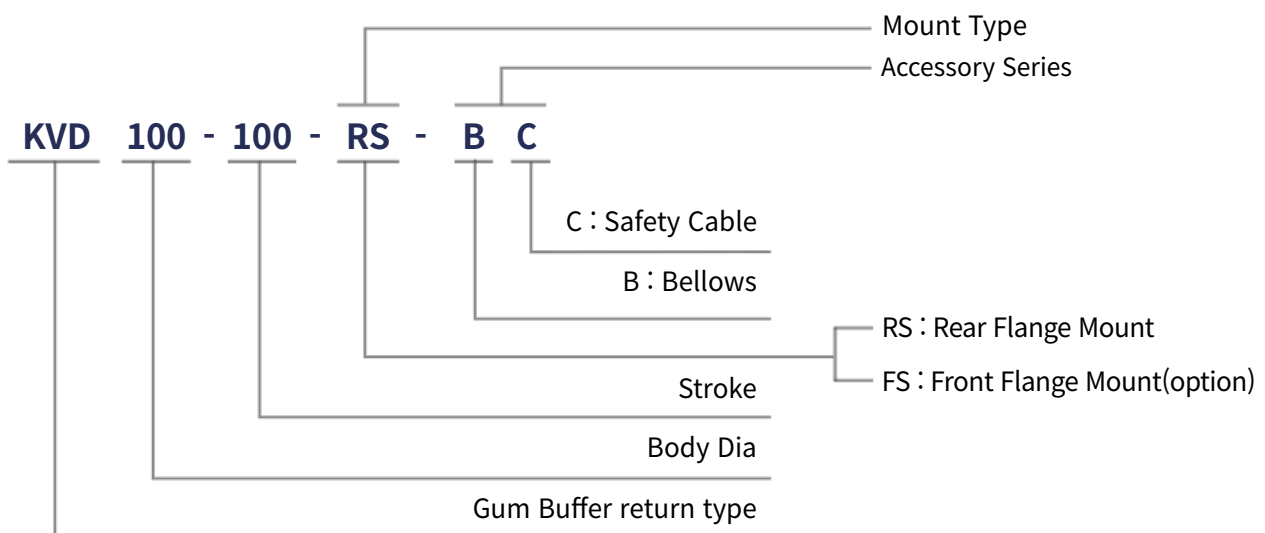 Mount Type
Accessory Series
KVD 100 - 100 - RS - B C
C : Safety Cable
B : Bellows
RS : Rear Flange Mount
FS : Front Flange Mount(option)
Stroke
Body Dia
Gum Buffer return type